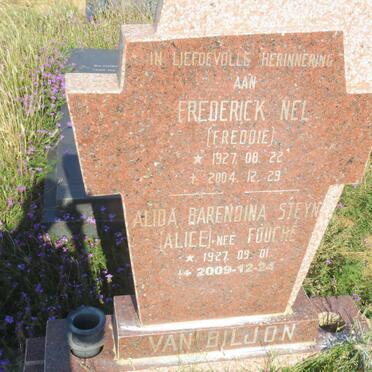 IN LIEFDEVOLLE HERINNERING
AAN
FREDERICK NEL
(FREDDIE)
* 1927. 08. 22
+ 2004. 12. 29
ALIDA BARENDINA STEYN
(ALICE)-NEE FOUCHE
* 1927. 09. 01
+ 2009-12-24
VAN BILJON